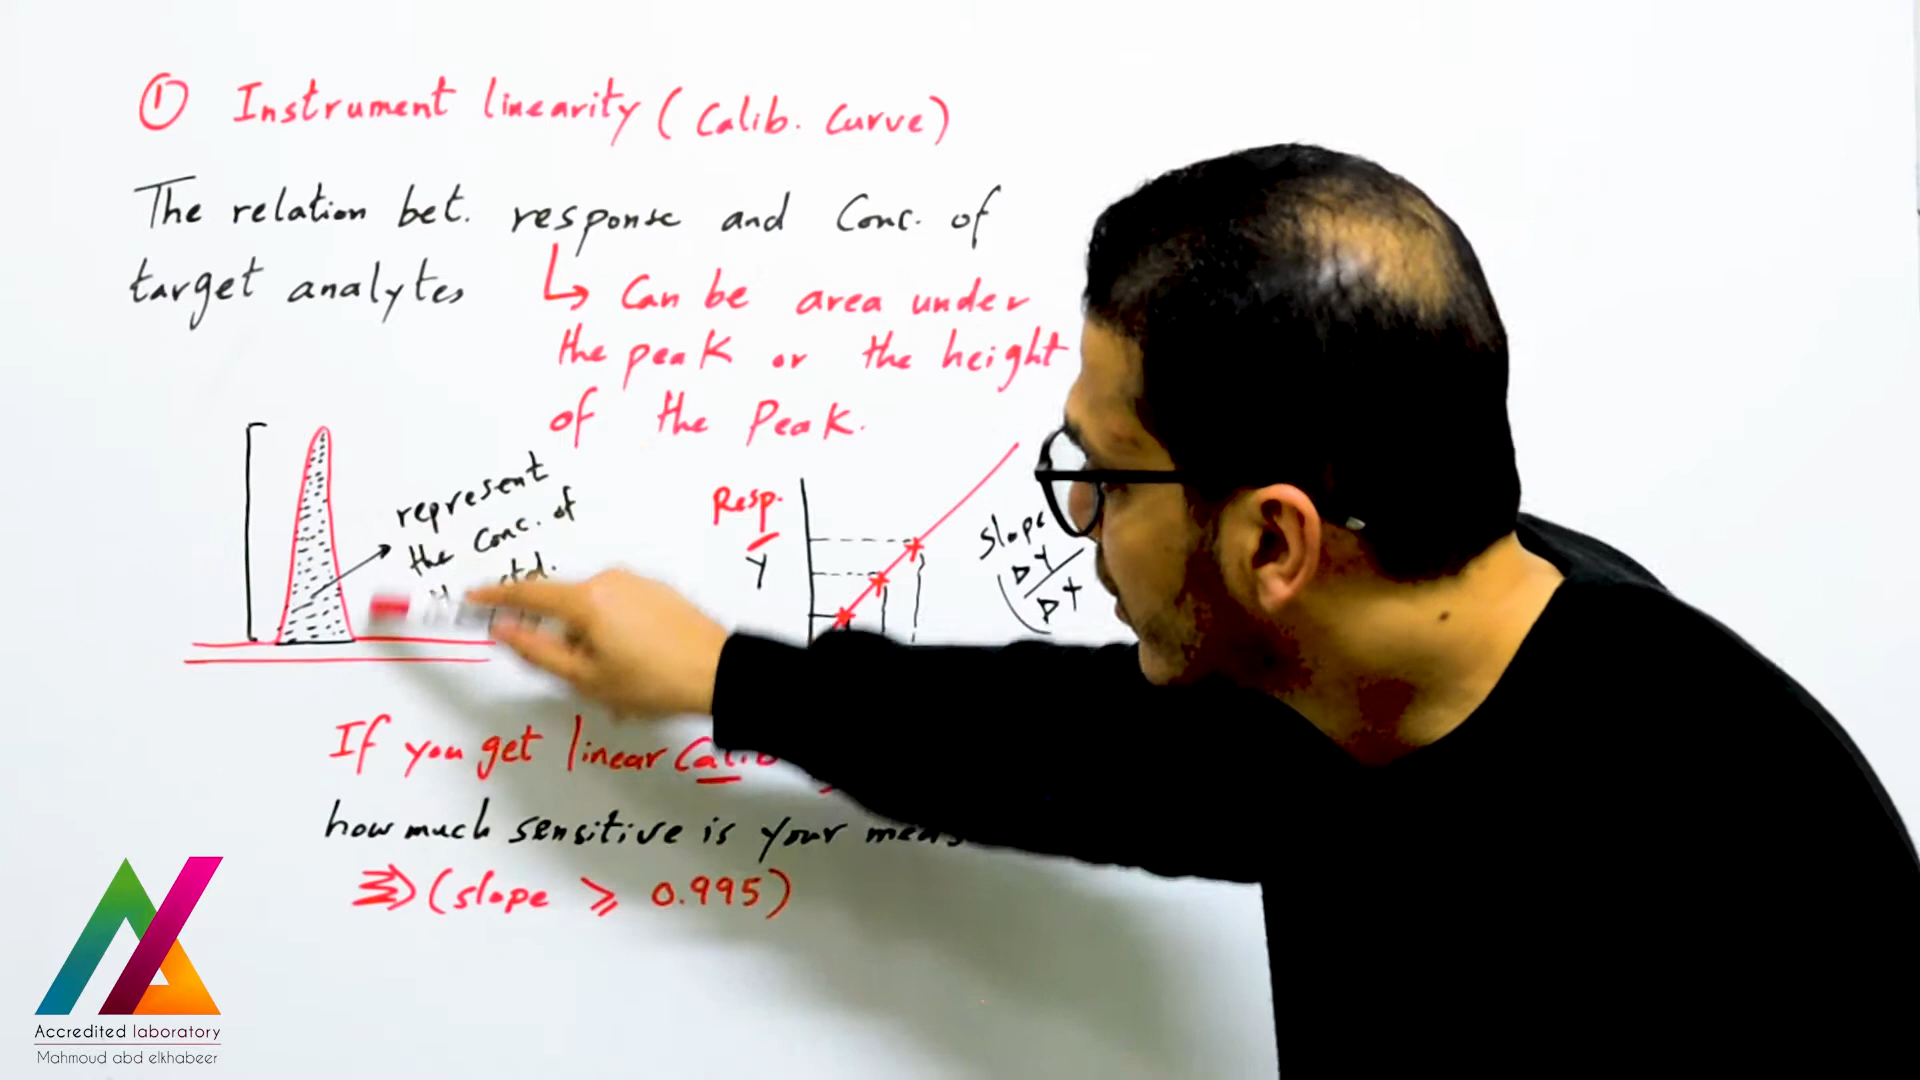 ① Instrument linearity (Calib. Curve)
The relation bet. response and Conc. of
target analytes
↳ Can be area under
the peak or the height
of the Peak.
represent
the Conc. of
std.
Resp.
Y
slope
ΔY
ΔX
If you get linear Calib
how much sensitive is your
⇒ (slope ⩾ 0.995)
Accredited laboratory
Mahmoud abd elkhabeer